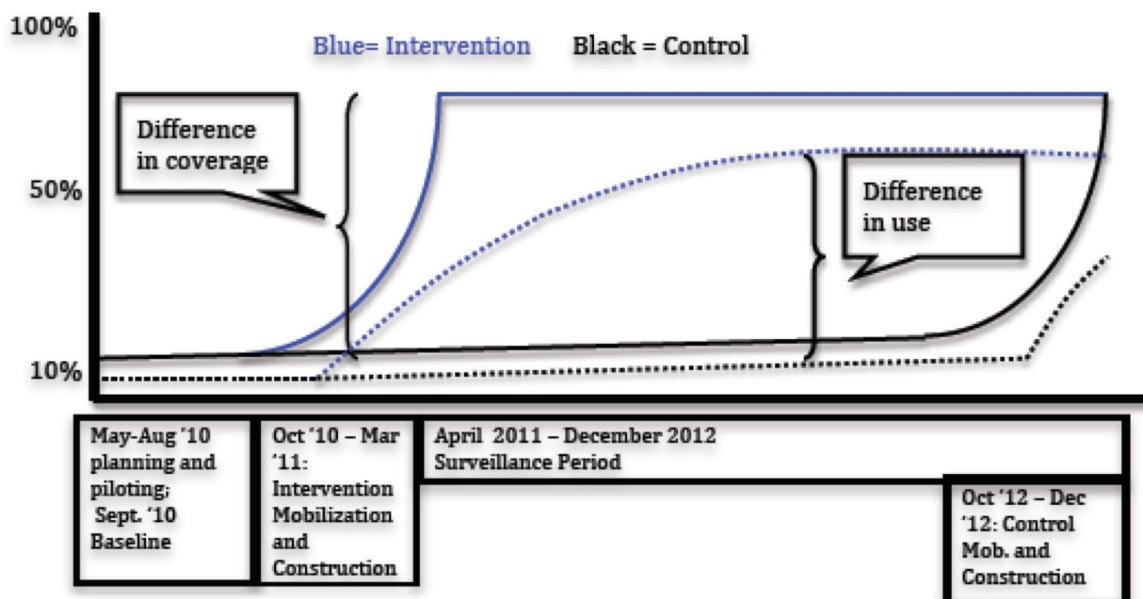 100%
Blue= Intervention Black = Control
Difference
in coverage
50%
Difference
in use
10%
May-Aug '10
planning and
piloting;
Sept. '10
Baseline
Oct '10 – Mar
'11:
Intervention
Mobilization
and
Construction
April 2011 – December 2012
Surveillance Period
Oct '12 – Dec
'12: Control
Mob. and
Construction